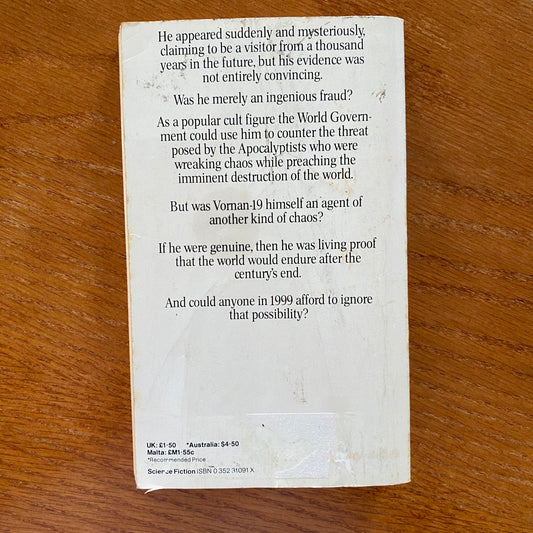 He appeared suddenly and mysteriously,
claiming to be a visitor from a thousand
years in the future, but his evidence was
not entirely convincing.
Was he merely an ingenious fraud?
As a popular cult figure the World Govern-
ment could use him to counter the threat
posed by the Apocalyptists who were
wreaking chaos while preaching the
imminent destruction of the world.
But was Vornan-19 himself an agent of
another kind of chaos?
If he were genuine, then he was living proof
that the world would endure after the
century's end.
And could anyone in 1999 afford to ignore
that possibility?
UK: £1·50 *Australia: $4·50
Malta: £M1·55c
*Recommended Price
Science Fiction ISBN 0 352 31091 X